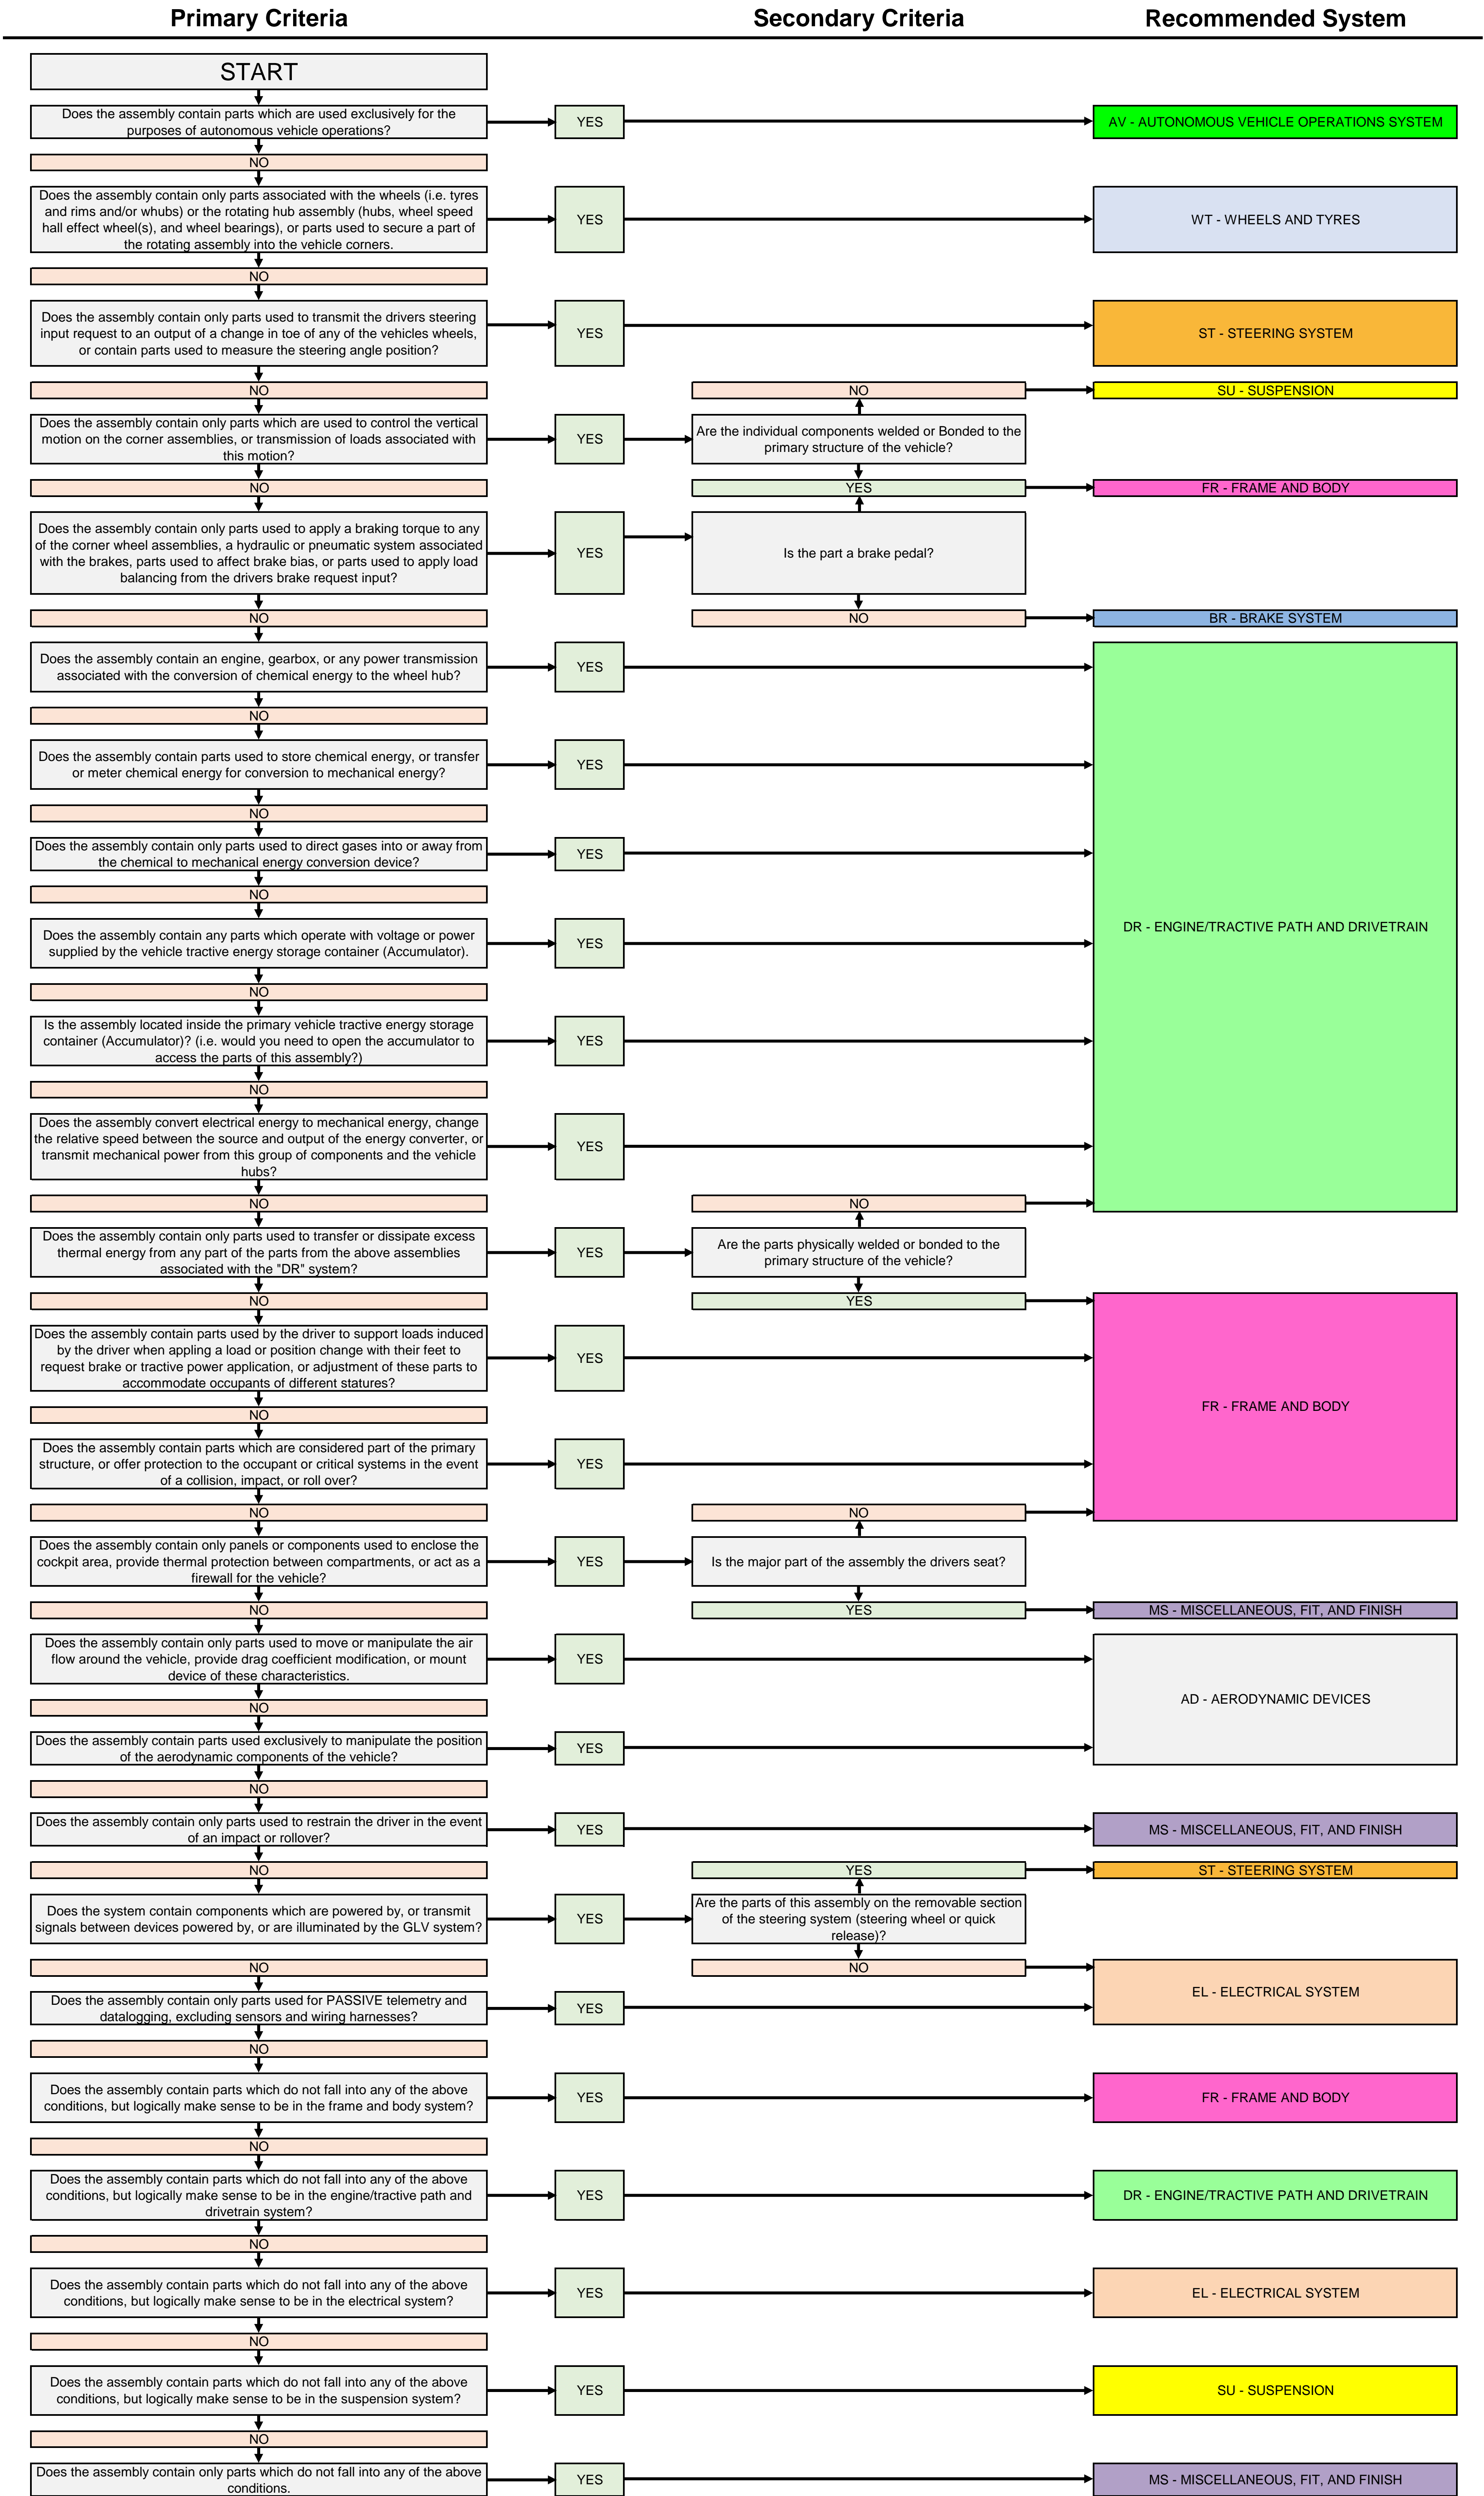 Primary Criteria
Secondary Criteria
Recommended System
START
Does the assembly contain parts which are used exclusively for the
purposes of autonomous vehicle operations?
YES
AV - AUTONOMOUS VEHICLE OPERATIONS SYSTEM
NO
Does the assembly contain only parts associated with the wheels (i.e. tyres
and rims and/or whubs) or the rotating hub assembly (hubs, wheel speed
hall effect wheel(s), and wheel bearings), or parts used to secure a part of
the rotating assembly into the vehicle corners.
YES
WT - WHEELS AND TYRES
NO
Does the assembly contain only parts used to transmit the drivers steering
input request to an output of a change in toe of any of the vehicles wheels,
or contain parts used to measure the steering angle position?
YES
ST - STEERING SYSTEM
NO
NO
SU - SUSPENSION
Does the assembly contain only parts which are used to control the vertical
motion on the corner assemblies, or transmission of loads associated with
this motion?
YES
Are the individual components welded or Bonded to the
primary structure of the vehicle?
NO
YES
FR - FRAME AND BODY
Does the assembly contain only parts used to apply a braking torque to any
of the corner wheel assemblies, a hydraulic or pneumatic system associated
with the brakes, parts used to affect brake bias, or parts used to apply load
balancing from the drivers brake request input?
YES
Is the part a brake pedal?
NO
NO
BR - BRAKE SYSTEM
Does the assembly contain an engine, gearbox, or any power transmission
associated with the conversion of chemical energy to the wheel hub?
YES
NO
Does the assembly contain parts used to store chemical energy, or transfer
or meter chemical energy for conversion to mechanical energy?
YES
NO
Does the assembly contain only parts used to direct gases into or away from
the chemical to mechanical energy conversion device?
YES
NO
Does the assembly contain any parts which operate with voltage or power
supplied by the vehicle tractive energy storage container (Accumulator).
YES
DR - ENGINE/TRACTIVE PATH AND DRIVETRAIN
NO
Is the assembly located inside the primary vehicle tractive energy storage
container (Accumulator)? (i.e. would you need to open the accumulator to
access the parts of this assembly?)
YES
NO
Does the assembly convert electrical energy to mechanical energy, change
the relative speed between the source and output of the energy converter, or
transmit mechanical power from this group of components and the vehicle
hubs?
YES
NO
NO
Does the assembly contain only parts used to transfer or dissipate excess
thermal energy from any part of the parts from the above assemblies
associated with the "DR" system?
YES
Are the parts physically welded or bonded to the
primary structure of the vehicle?
NO
YES
Does the assembly contain parts used by the driver to support loads induced
by the driver when appling a load or position change with their feet to
request brake or tractive power application, or adjustment of these parts to
accommodate occupants of different statures?
YES
FR - FRAME AND BODY
NO
Does the assembly contain parts which are considered part of the primary
structure, or offer protection to the occupant or critical systems in the event
of a collision, impact, or roll over?
YES
NO
NO
Does the assembly contain only panels or components used to enclose the
cockpit area, provide thermal protection between compartments, or act as a
firewall for the vehicle?
YES
Is the major part of the assembly the drivers seat?
NO
YES
MS - MISCELLANEOUS, FIT, AND FINISH
Does the assembly contain only parts used to move or manipulate the air
flow around the vehicle, provide drag coefficient modification, or mount
device of these characteristics.
YES
AD - AERODYNAMIC DEVICES
NO
Does the assembly contain parts used exclusively to manipulate the position
of the aerodynamic components of the vehicle?
YES
NO
Does the assembly contain only parts used to restrain the driver in the event
of an impact or rollover?
YES
MS - MISCELLANEOUS, FIT, AND FINISH
NO
YES
ST - STEERING SYSTEM
Does the system contain components which are powered by, or transmit
signals between devices powered by, or are illuminated by the GLV system?
YES
Are the parts of this assembly on the removable section
of the steering system (steering wheel or quick
release)?
NO
NO
EL - ELECTRICAL SYSTEM
Does the assembly contain only parts used for PASSIVE telemetry and
datalogging, excluding sensors and wiring harnesses?
YES
NO
Does the assembly contain parts which do not fall into any of the above
conditions, but logically make sense to be in the frame and body system?
YES
FR - FRAME AND BODY
NO
Does the assembly contain parts which do not fall into any of the above
conditions, but logically make sense to be in the engine/tractive path and
drivetrain system?
YES
DR - ENGINE/TRACTIVE PATH AND DRIVETRAIN
NO
Does the assembly contain parts which do not fall into any of the above
conditions, but logically make sense to be in the electrical system?
YES
EL - ELECTRICAL SYSTEM
NO
Does the assembly contain parts which do not fall into any of the above
conditions, but logically make sense to be in the suspension system?
YES
SU - SUSPENSION
NO
Does the assembly contain only parts which do not fall into any of the above
conditions.
YES
MS - MISCELLANEOUS, FIT, AND FINISH